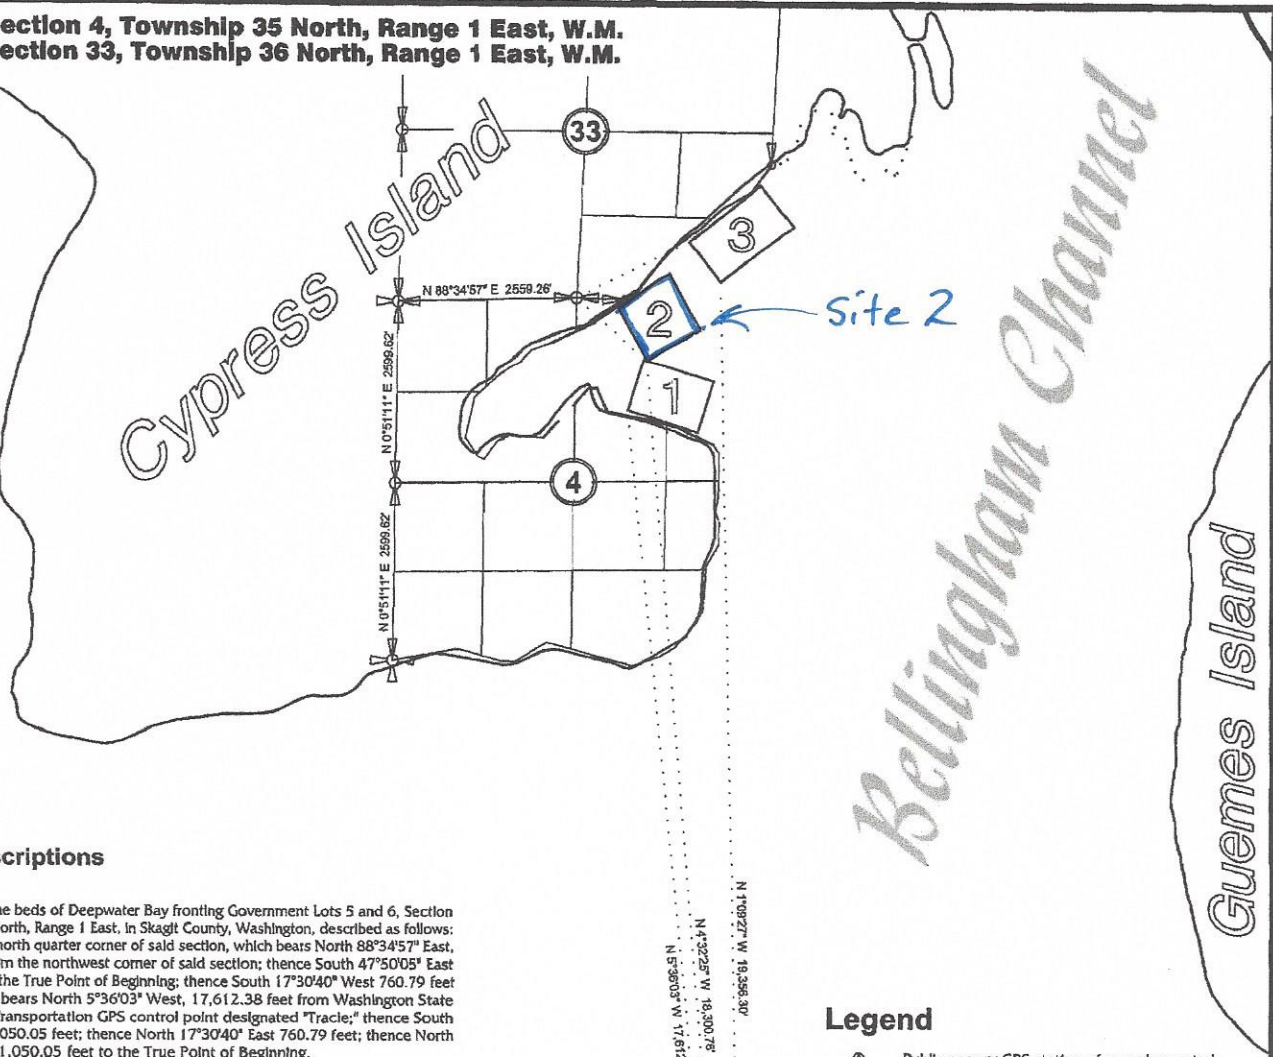 ection 4, Township 35 North, Range 1 East, W.M.
ection 33, Township 36 North, Range 1 East, W.M.
Cypress Island
33
3
N 88°34'57" E 2559.26'
2
Site 2
1
N 0°51'11" E 2599.62'
4
N 0°51'11" E 2599.62'
Bellingham Channel
Guemes Island
criptions
e beds of Deepwater Bay fronting Government Lots 5 and 6, Section
orth, Range 1 East, in Skagit County, Washington, described as follows:
orth quarter corner of said section, which bears North 88°34'57" East,
m the northwest corner of said section; thence South 47°50'05" East
the True Point of Beginning; thence South 17°30'40" West 760.79 feet
bears North 5°36'03" West, 17,612.38 feet from Washington State
ransportation GPS control point designated "Tracie;" thence South
050.05 feet; thence North 17°30'40" East 760.79 feet; thence North
1,050.05 feet to the True Point of Beginning.
N 5°36'03" W 17,612
N 4°32'25" W 18,300.78'
N 1°09'27" W 19,356.30'
Legend